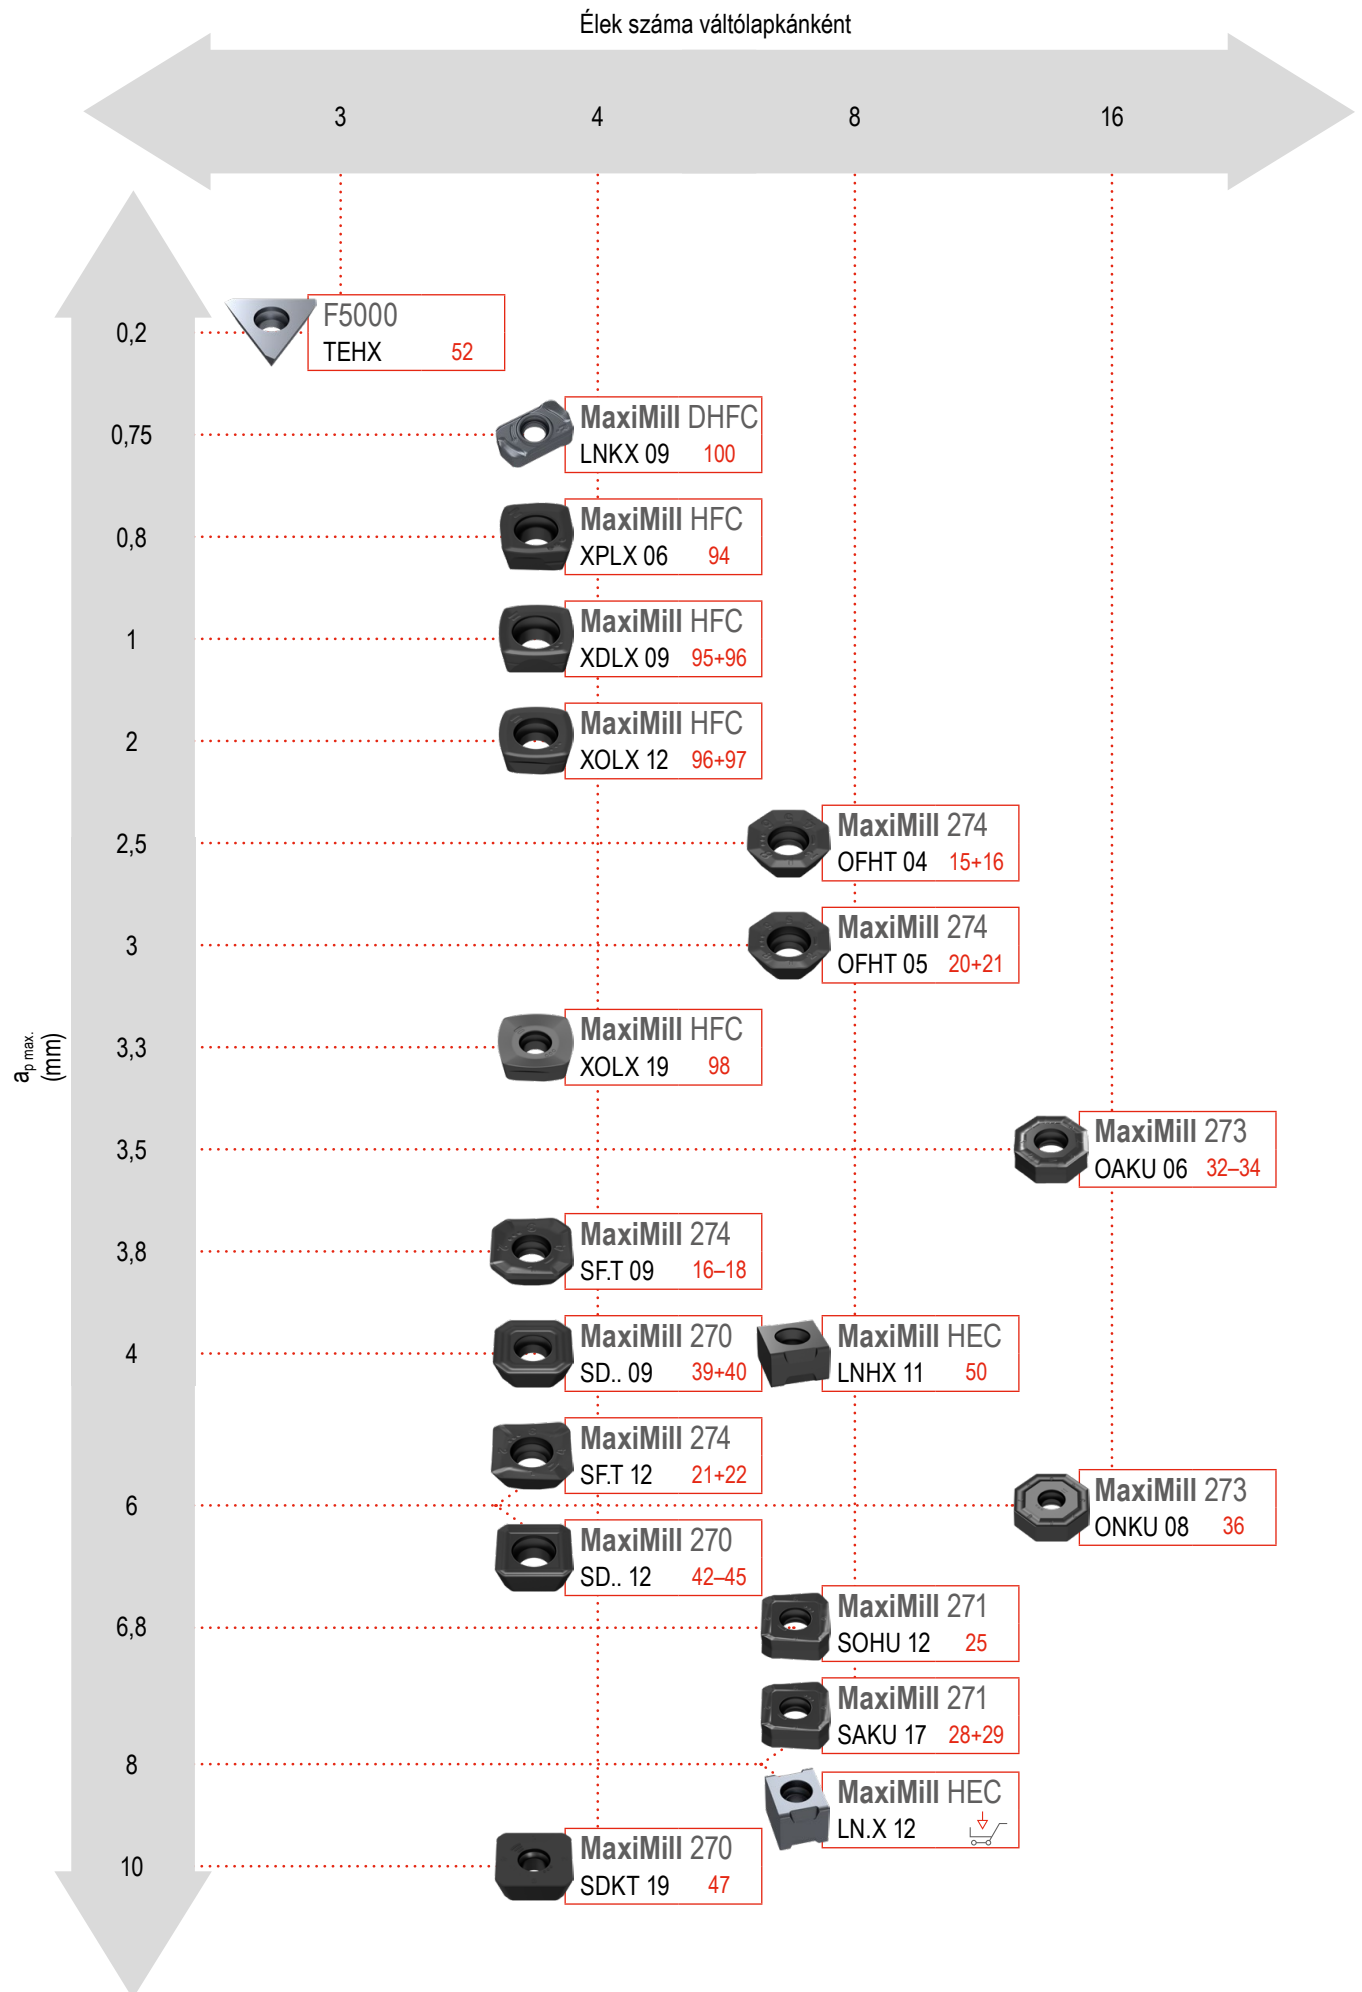 Élek száma váltólapkánként
3 4 8 16
0,2
F5000
TEHX 52
0,75
MaxiMill DHFC
LNKX 09 100
0,8
MaxiMill HFC
XPLX 06 94
1
MaxiMill HFC
XDLX 09 95+96
2
MaxiMill HFC
XOLX 12 96+97
2,5
MaxiMill 274
OFHT 04 15+16
3
MaxiMill 274
OFHT 05 20+21
ap max.
(mm)
3,3
MaxiMill HFC
XOLX 19 98
3,5
MaxiMill 273
OAKU 06 32–34
3,8
MaxiMill 274
SF.T 09 16–18
4
MaxiMill 270
SD.. 09 39+40
MaxiMill HEC
LNHX 11 50
6
MaxiMill 274
SF.T 12 21+22
MaxiMill 270
SD.. 12 42–45
MaxiMill 273
ONKU 08 36
6,8
MaxiMill 271
SOHU 12 25
8
MaxiMill 271
SAKU 17 28+29
MaxiMill HEC
LN.X 12
10
MaxiMill 270
SDKT 19 47